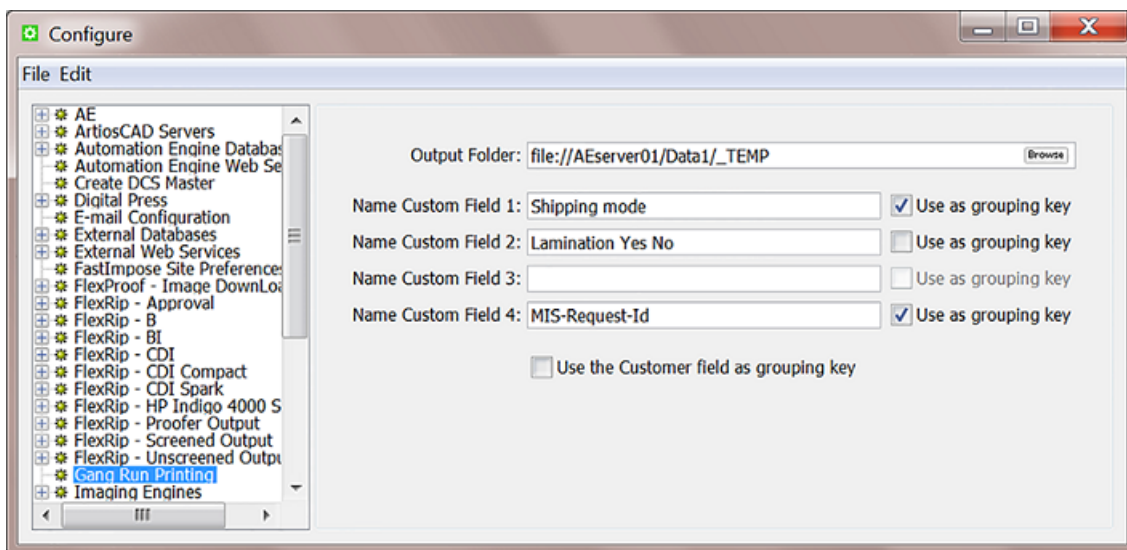 Configure
File Edit
AE
ArtiosCAD Servers
Automation Engine Databas
Automation Engine Web Se
Create DCS Master
Digital Press
E-mail Configuration
External Databases
External Web Services
FastImpose Site Preferences
FlexProof - Image DownLoa
FlexRip - Approval
FlexRip - B
FlexRip - BI
FlexRip - CDI
FlexRip - CDI Compact
FlexRip - CDI Spark
FlexRip - HP Indigo 4000 S
FlexRip - Proofer Output
FlexRip - Screened Output
FlexRip - Unscreened Outpu
Gang Run Printing
Imaging Engines
Output Folder: file://AEserver01/Data1/_TEMP Browse
Name Custom Field 1: Shipping mode Use as grouping key
Name Custom Field 2: Lamination Yes No Use as grouping key
Name Custom Field 3: Use as grouping key
Name Custom Field 4: MIS-Request-Id Use as grouping key
Use the Customer field as grouping key